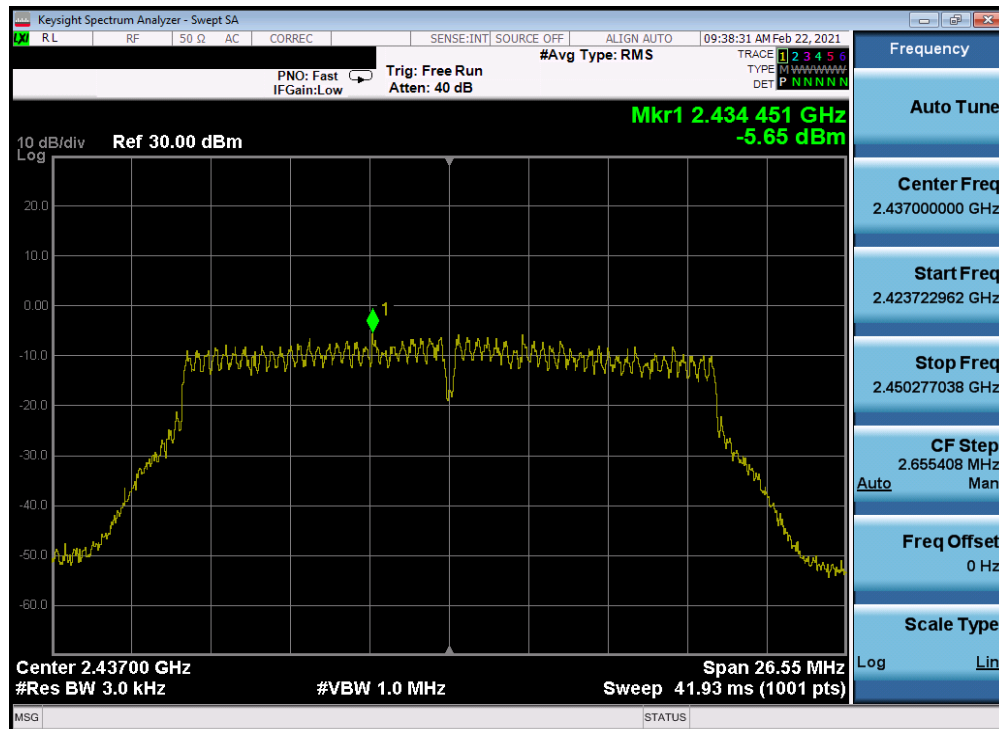 Keysight Spectrum Analyzer - Swept SA
LXI RL RF 50 Ω AC CORREC SENSE:INT SOURCE OFF ALIGN AUTO 09:38:31 AM Feb 22, 2021
PNO: Fast Trig: Free Run #Avg Type: RMS TRACE 1 2 3 4 5 6
IFGain:Low Atten: 40 dB TYPE M W W W W W
DET P N N N N N
Mkr1 2.434 451 GHz
-5.65 dBm
10 dB/div Ref 30.00 dBm
Log
20.0
10.0
0.00
-10.0
-20.0
-30.0
-40.0
-50.0
-60.0
1
Center 2.43700 GHz Span 26.55 MHz
#Res BW 3.0 kHz #VBW 1.0 MHz Sweep 41.93 ms (1001 pts)
MSG STATUS
Frequency
Auto Tune
Center Freq
2.437000000 GHz
Start Freq
2.423722962 GHz
Stop Freq
2.450277038 GHz
CF Step
2.655408 MHz
Auto Man
Freq Offset
0 Hz
Scale Type
Log Lin